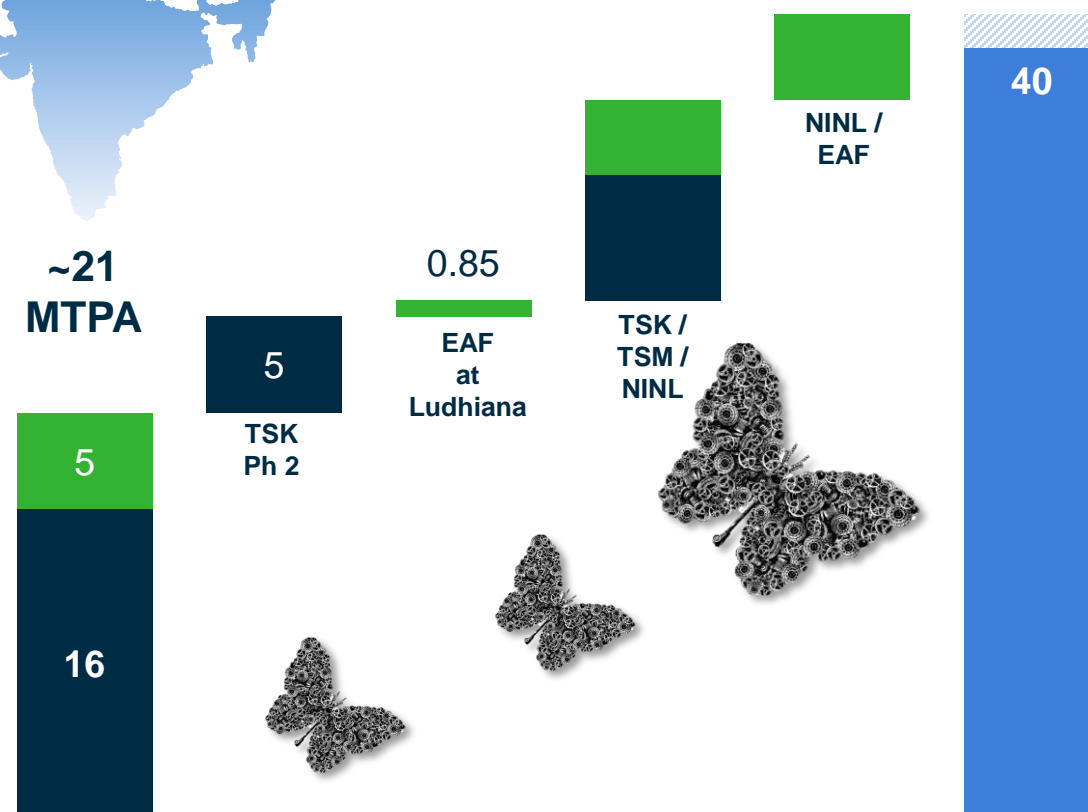 ~21
MTPA
5
16
5
TSK
Ph 2
0.85
EAF
at
Ludhiana
TSK /
TSM /
NINL
NINL /
EAF
40